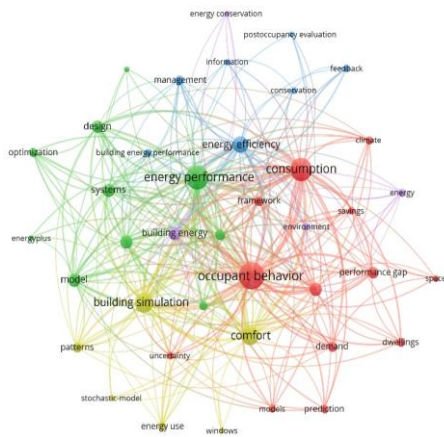 energy conservation
postoccupancy evaluation
information
feedback
management
conservation
design
climate
energy efficiency
building energy performance
optimization
consumption
energy performance
systems
energy
framework
savings
building energy
environment
energyplus
occupant behavior
performance gap
model
space
building simulation
comfort
demand
dwellings
patterns
uncertainty
stochastic-model
models
prediction
energy use
windows